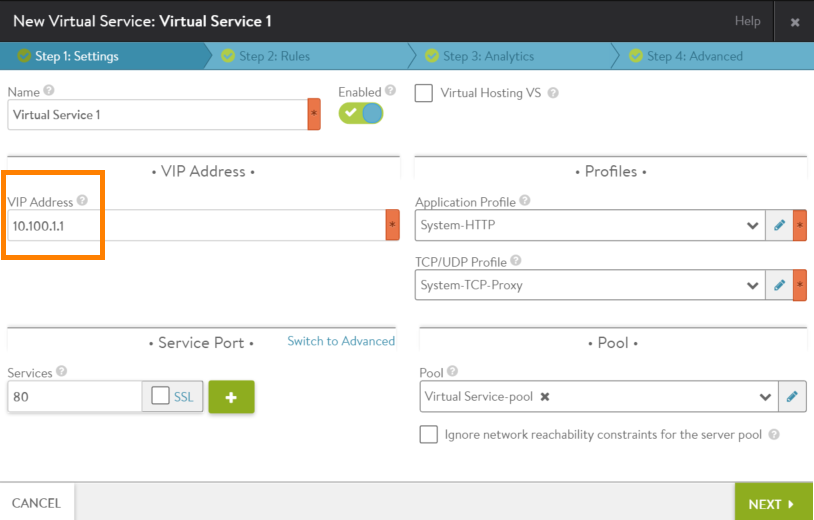 New Virtual Service: Virtual Service 1
Help
Step 1: Settings
Step 2: Rules
Step 3: Analytics
Step 4: Advanced
Name
Virtual Service 1
*
Enabled
Virtual Hosting VS
• VIP Address •
VIP Address
10.100.1.1
*
• Profiles •
Application Profile
System-HTTP
*
TCP/UDP Profile
System-TCP-Proxy
*
• Service Port •
Switch to Advanced
Services
80
SSL
• Pool •
Pool
Virtual Service-pool
Ignore network reachability constraints for the server pool
CANCEL
NEXT